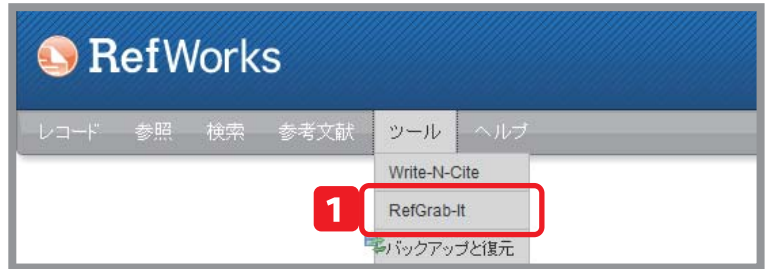 RefWorks
レコード 参照 検索 参考文献 ツール ヘルプ
Write-N-Cite
1 RefGrab-It
バックアップと復元